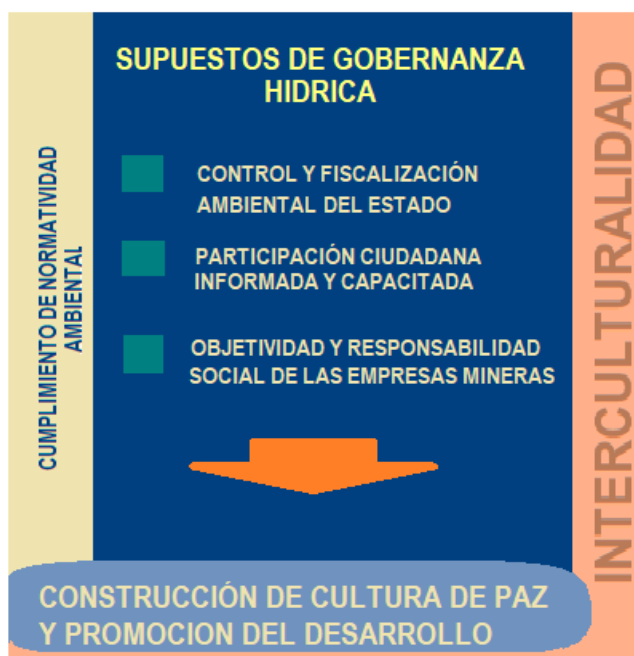 SUPUESTOS DE GOBERNANZA
HIDRICA
CONTROL Y FISCALIZACIÓN
AMBIENTAL DEL ESTADO
PARTICIPACIÓN CIUDADANA
INFORMADA Y CAPACITADA
OBJETIVIDAD Y RESPONSABILIDAD
SOCIAL DE LAS EMPRESAS MINERAS
CUMPLIMIENTO DE NORMATIVIDAD
AMBIENTAL
INTERCULTURALIDAD
CONSTRUCCIÓN DE CULTURA DE PAZ
Y PROMOCION DEL DESARROLLO